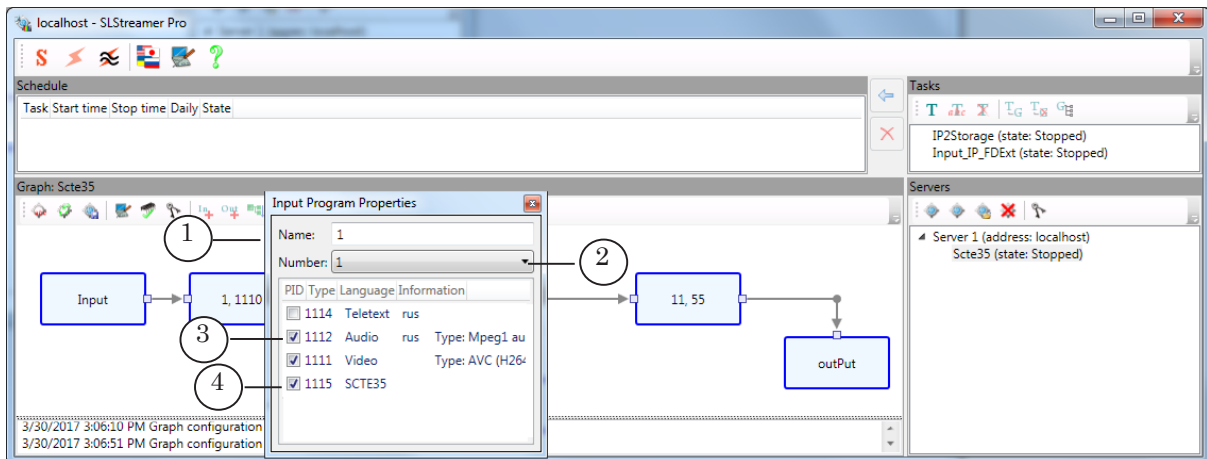 localhost - SLStreamer Pro
Schedule
Task Start time Stop time Daily State
Tasks
IP2Storage (state: Stopped)
Input_IP_FDExt (state: Stopped)
Graph: Scte35
Servers
Server 1 (address: localhost)
Scte35 (state: Stopped)
Input Program Properties
Name: 1
Number: 1
PID Type Language Information
1114 Teletext rus
1112 Audio rus Type: Mpeg1 au
1111 Video Type: AVC (H264
1115 SCTE35
1
2
3
4
Input
1, 1110
11, 55
outPut
3/30/2017 3:06:10 PM Graph configuration
3/30/2017 3:06:51 PM Graph configuration